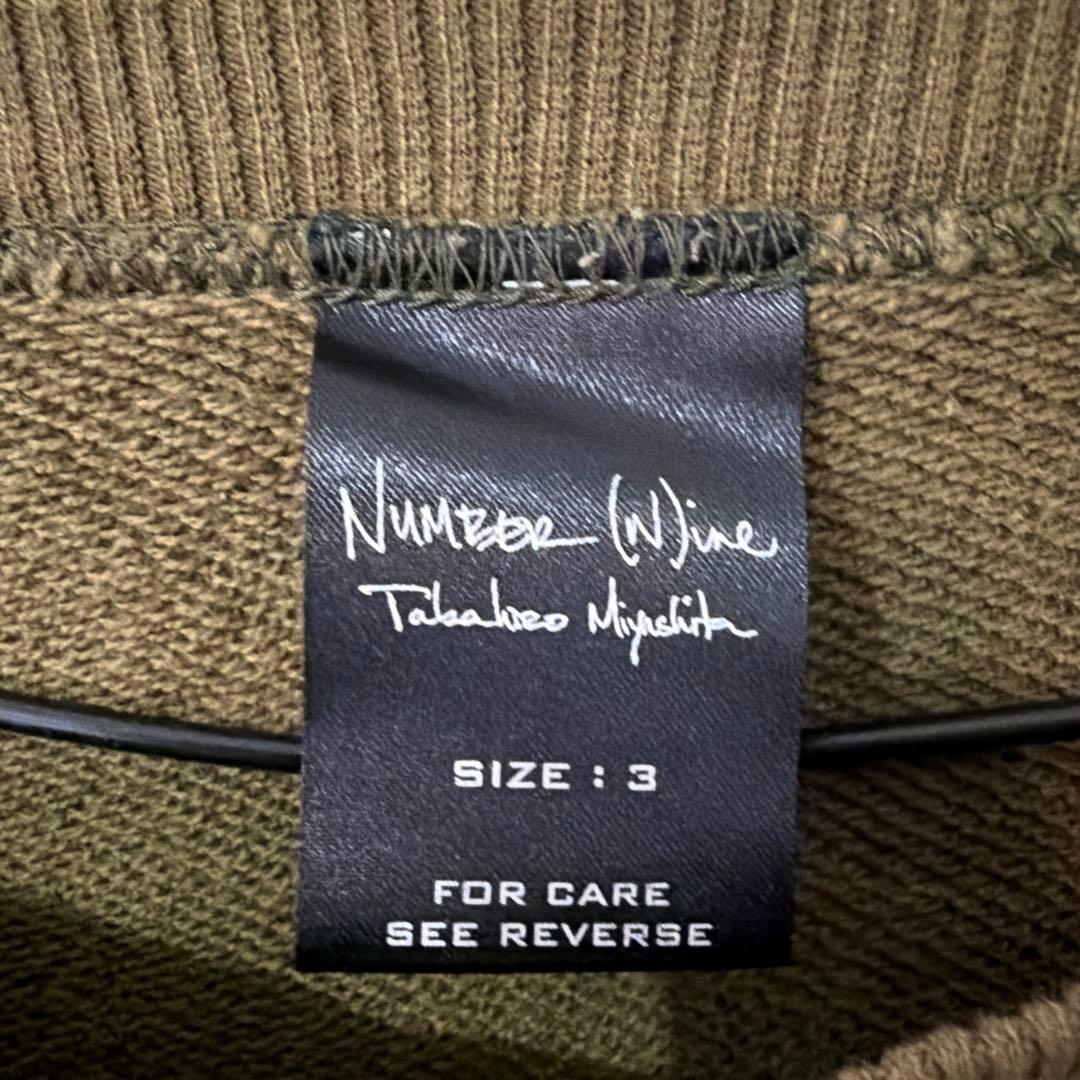 NUMBER (N)ine
Takahiro Miyashita
SIZE : 3
FOR CARE
SEE REVERSE